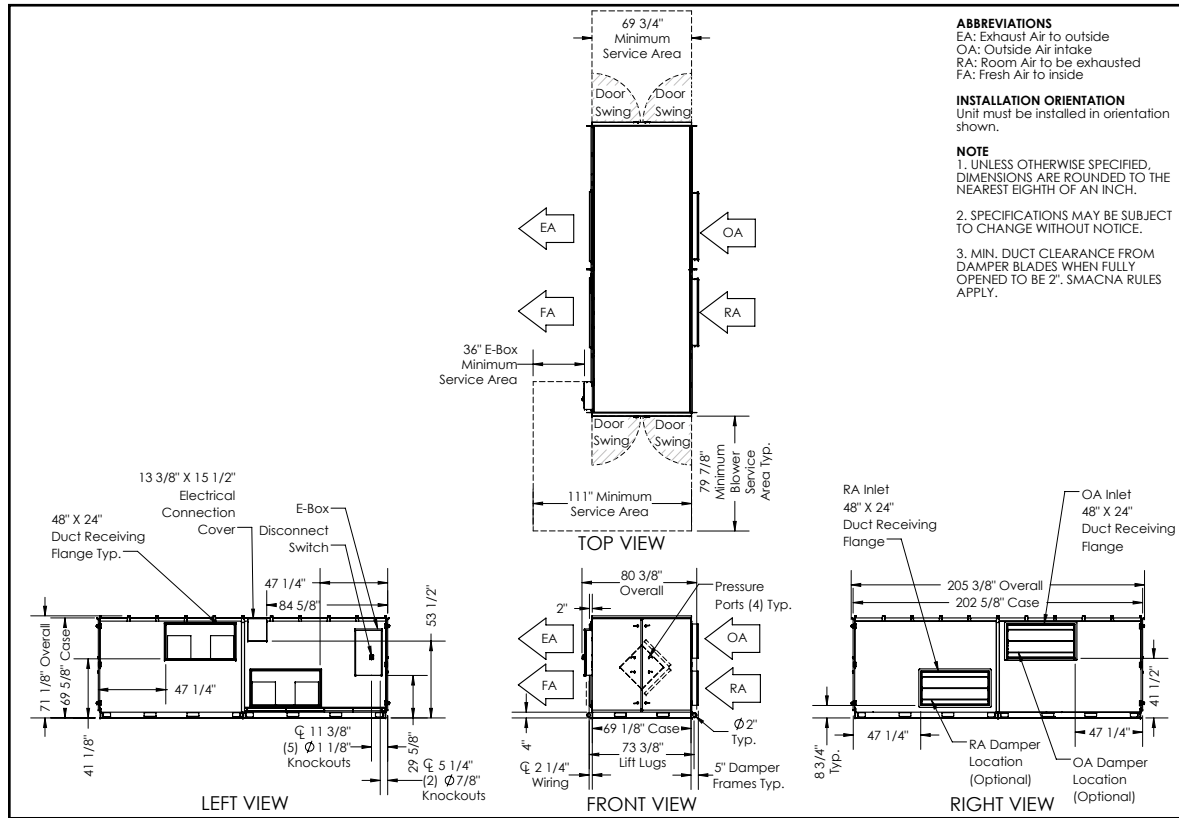 69 3/4"
Minimum
Service Area
Door
Swing
Door
Swing
EA
OA
FA
RA
36" E-Box
Minimum
Service Area
Door
Swing
Door
Swing
79 7/8"
Minimum
Blower
Service
Area Typ.
111" Minimum
Service Area
TOP VIEW
ABBREVIATIONS
EA: Exhaust Air to outside
OA: Outside Air intake
RA: Room Air to be exhausted
FA: Fresh Air to inside
INSTALLATION ORIENTATION
Unit must be installed in orientation
shown.
NOTE
1. UNLESS OTHERWISE SPECIFIED,
DIMENSIONS ARE ROUNDED TO THE
NEAREST EIGHTH OF AN INCH.
2. SPECIFICATIONS MAY BE SUBJECT
TO CHANGE WITHOUT NOTICE.
3. MIN. DUCT CLEARANCE FROM
DAMPER BLADES WHEN FULLY
OPENED TO BE 2". SMACNA RULES
APPLY.
13 3/8" X 15 1/2"
Electrical
Connection
Cover
48" X 24"
Duct Receiving
Flange Typ.
E-Box
Disconnect
Switch
47 1/4"
84 5/8"
53 1/2"
71 1/8" Overall
69 5/8" Case
47 1/4"
41 1/8"
℄ 11 3/8"
(5) Ø1 1/8"
Knockouts
29 5/8"
℄ 5 1/4"
(2) Ø7/8"
Knockouts
LEFT VIEW
80 3/8"
Overall
Pressure
Ports (4) Typ.
2"
EA
OA
FA
RA
4"
69 1/8" Case
Ø2"
Typ.
73 3/8"
Lift Lugs
℄ 2 1/4"
Wiring
5" Damper
Frames Typ.
FRONT VIEW
RA Inlet
48" X 24"
Duct Receiving
Flange
OA Inlet
48" X 24"
Duct Receiving
Flange
205 3/8" Overall
202 5/8" Case
41 1/2"
8 3/4"
Typ.
47 1/4"
47 1/4"
RA Damper
Location
(Optional)
OA Damper
Location
(Optional)
RIGHT VIEW